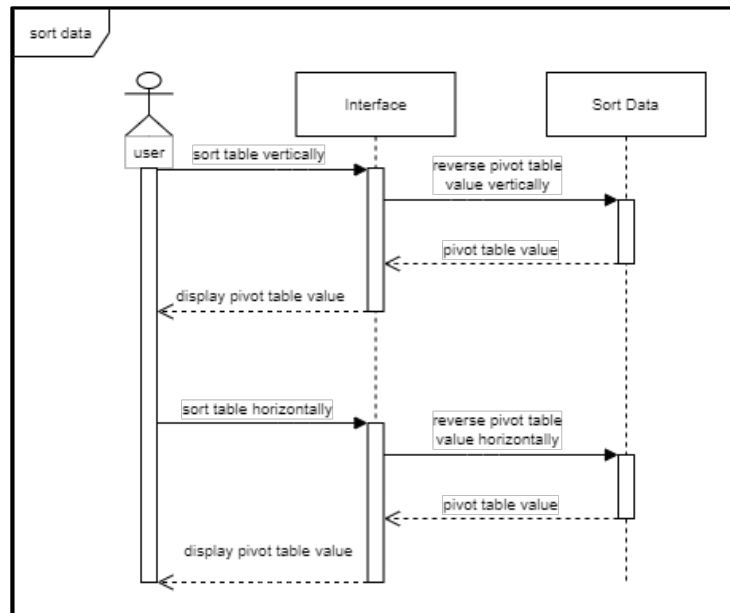 sort data
Interface
Sort Data
user
sort table vertically
reverse pivot table
value vertically
pivot table value
display pivot table value
sort table horizontally
reverse pivot table
value horizontally
pivot table value
display pivot table value